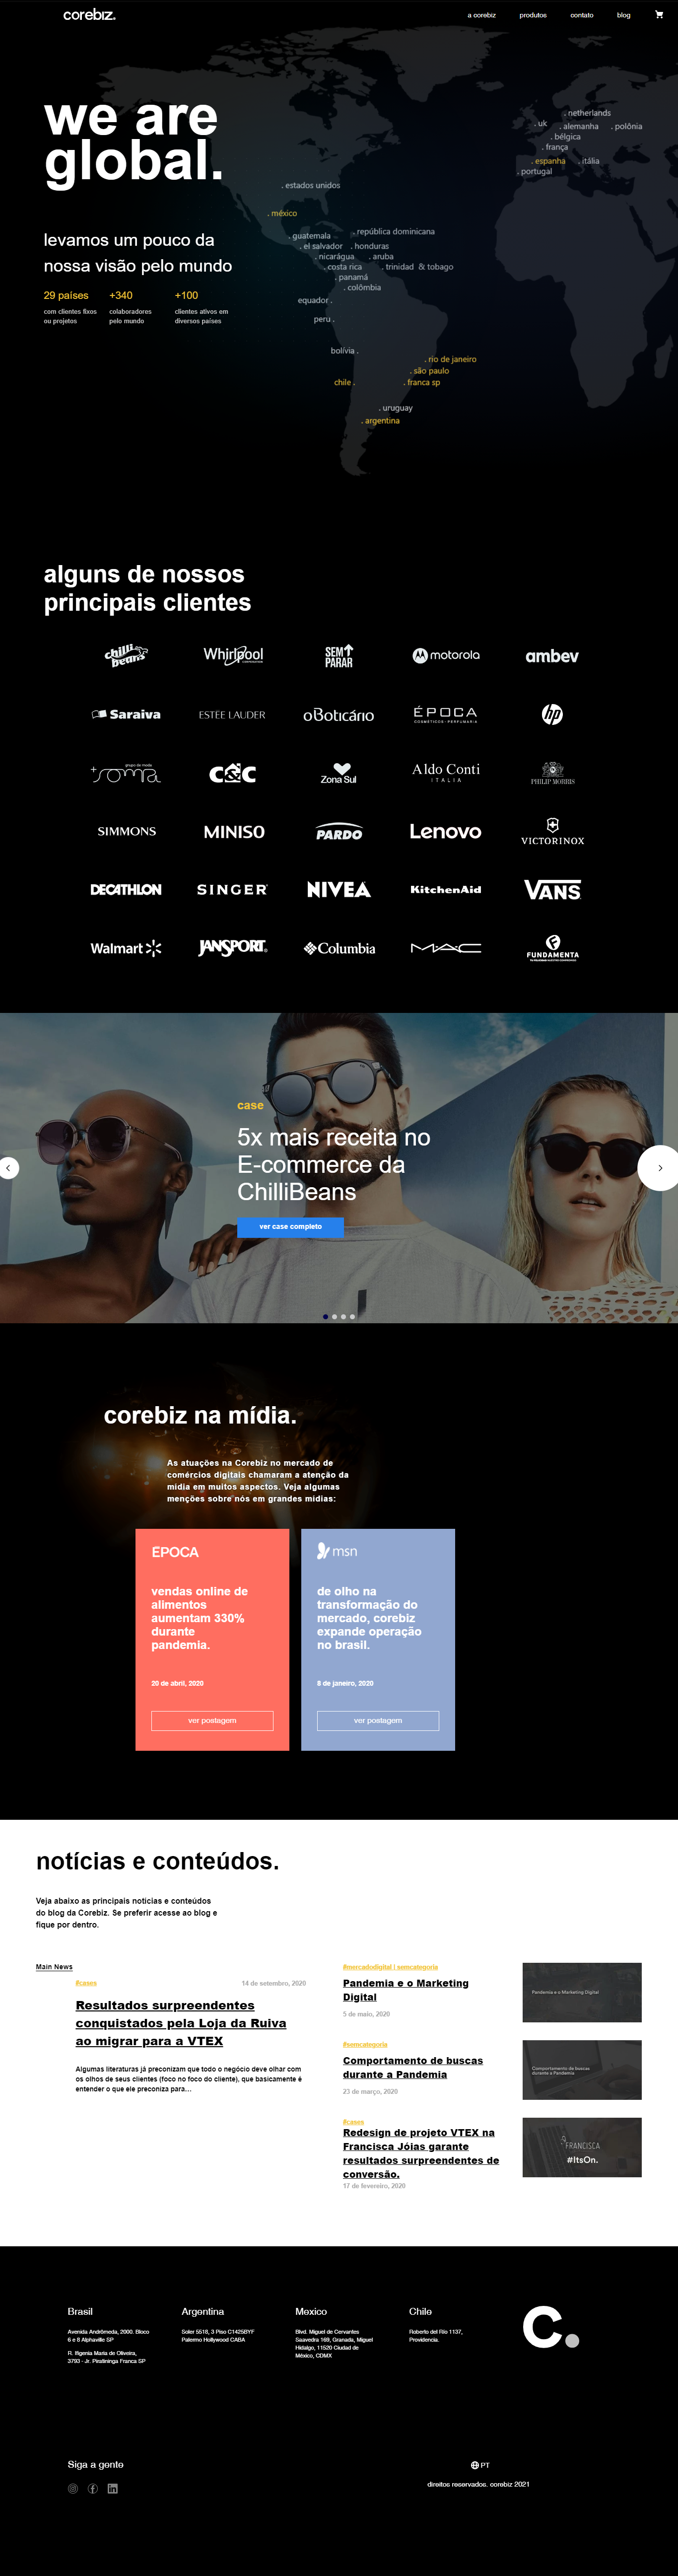 corebiz.
a corebiz
produtos
contato
blog
we are
global.
levamos um pouco da
nossa visão pelo mundo
29 países
com clientes fixos
ou projetos
+340
colaboradores
pelo mundo
+100
clientes ativos em
diversos países
. netherlands
. uk
. alemanha
. polônia
. bélgica
. frança
. espanha
. itália
. portugal
. estados unidos
. méxico
. república dominicana
. guatemala
. el salvador
. honduras
. nicarágua
. aruba
. costa rica
. trinidad & tobago
. panamá
. colômbia
equador .
peru .
bolívia .
. rio de janeiro
. são paulo
chile .
. franca sp
. uruguay
. argentina
alguns de nossos
principais clientes
chilli beans
Whirlpool
CORPORATION
SEM PARAR
motorola
ambev
Saraiva
ESTĒE LAUDER
oBoticário
ÉPOCA
COSMÉTICOS • PERFUMARIA
hp
grupo de moda
soma
C&C
Zona Sul
Aldo Conti
ITALIA
PHILIP MORRIS
SIMMONS
MINISO
PARDO
Lenovo
VICTORINOX
DECATHLON
SINGER
NIVEA
KitchenAid
VANS
Walmart
JANSPORT
Columbia
MAC
FUNDAMENTA
case
5x mais receita no
E-commerce da
ChilliBeans
ver case completo
corebiz na mídia.
As atuações na Corebiz no mercado de
comércios digitais chamaram a atenção da
mídia em muitos aspectos. Veja algumas
menções sobre nós em grandes mídias:
ÉPOCA
vendas online de
alimentos
aumentam 330%
durante
pandemia.
20 de abril, 2020
ver postagem
msn
de olho na
transformação do
mercado, corebiz
expande operação
no brasil.
8 de janeiro, 2020
ver postagem
notícias e conteúdos.
Veja abaixo as principais notícias e conteúdos
do blog da Corebiz. Se preferir acesse ao blog e
fique por dentro.
Main News
#cases
14 de setembro, 2020
Resultados surpreendentes
conquistados pela Loja da Ruiva
ao migrar para a VTEX
Algumas literaturas já preconizam que todo o negócio deve olhar com
os olhos de seus clientes (foco no foco do cliente), que basicamente é
entender o que ele preconiza para…
#mercadodigital | semcategoria
Pandemia e o Marketing
Digital
5 de maio, 2020
Pandemia e o Marketing Digital
#semcategoria
Comportamento de buscas
durante a Pandemia
23 de março, 2020
Comportamento de buscas
durante a Pandemia
#cases
Redesign de projeto VTEX na
Francisca Jóias garante
resultados surpreendentes de
conversão.
17 de fevereiro, 2020
FRANCISCA
#ItsOn.
Brasil
Avenida Andrômeda, 2000. Bloco
6 e 8 Alphaville SP
R. Ifigenia Maria de Oliveira,
3793 - Jr. Piratininga Franca SP
Argentina
Soler 5518, 3 Piso C1425BYF
Palermo Hollywood CABA
Mexico
Blvd. Miguel de Cervantes
Saavedra 169, Granada, Miguel
Hidalgo, 11520 Ciudad de
México, CDMX
Chile
Roberto del Río 1137,
Providencia.
C.
Siga a gente
PT
direitos reservados. corebiz 2021